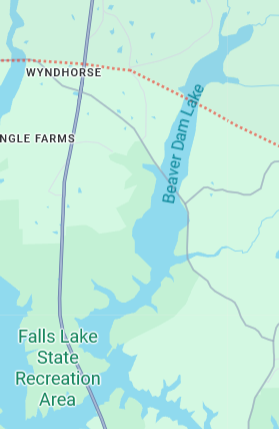 WYNDHORSE
NGLE FARMS
Beaver Dam Lake
Falls Lake
State
Recreation
Area